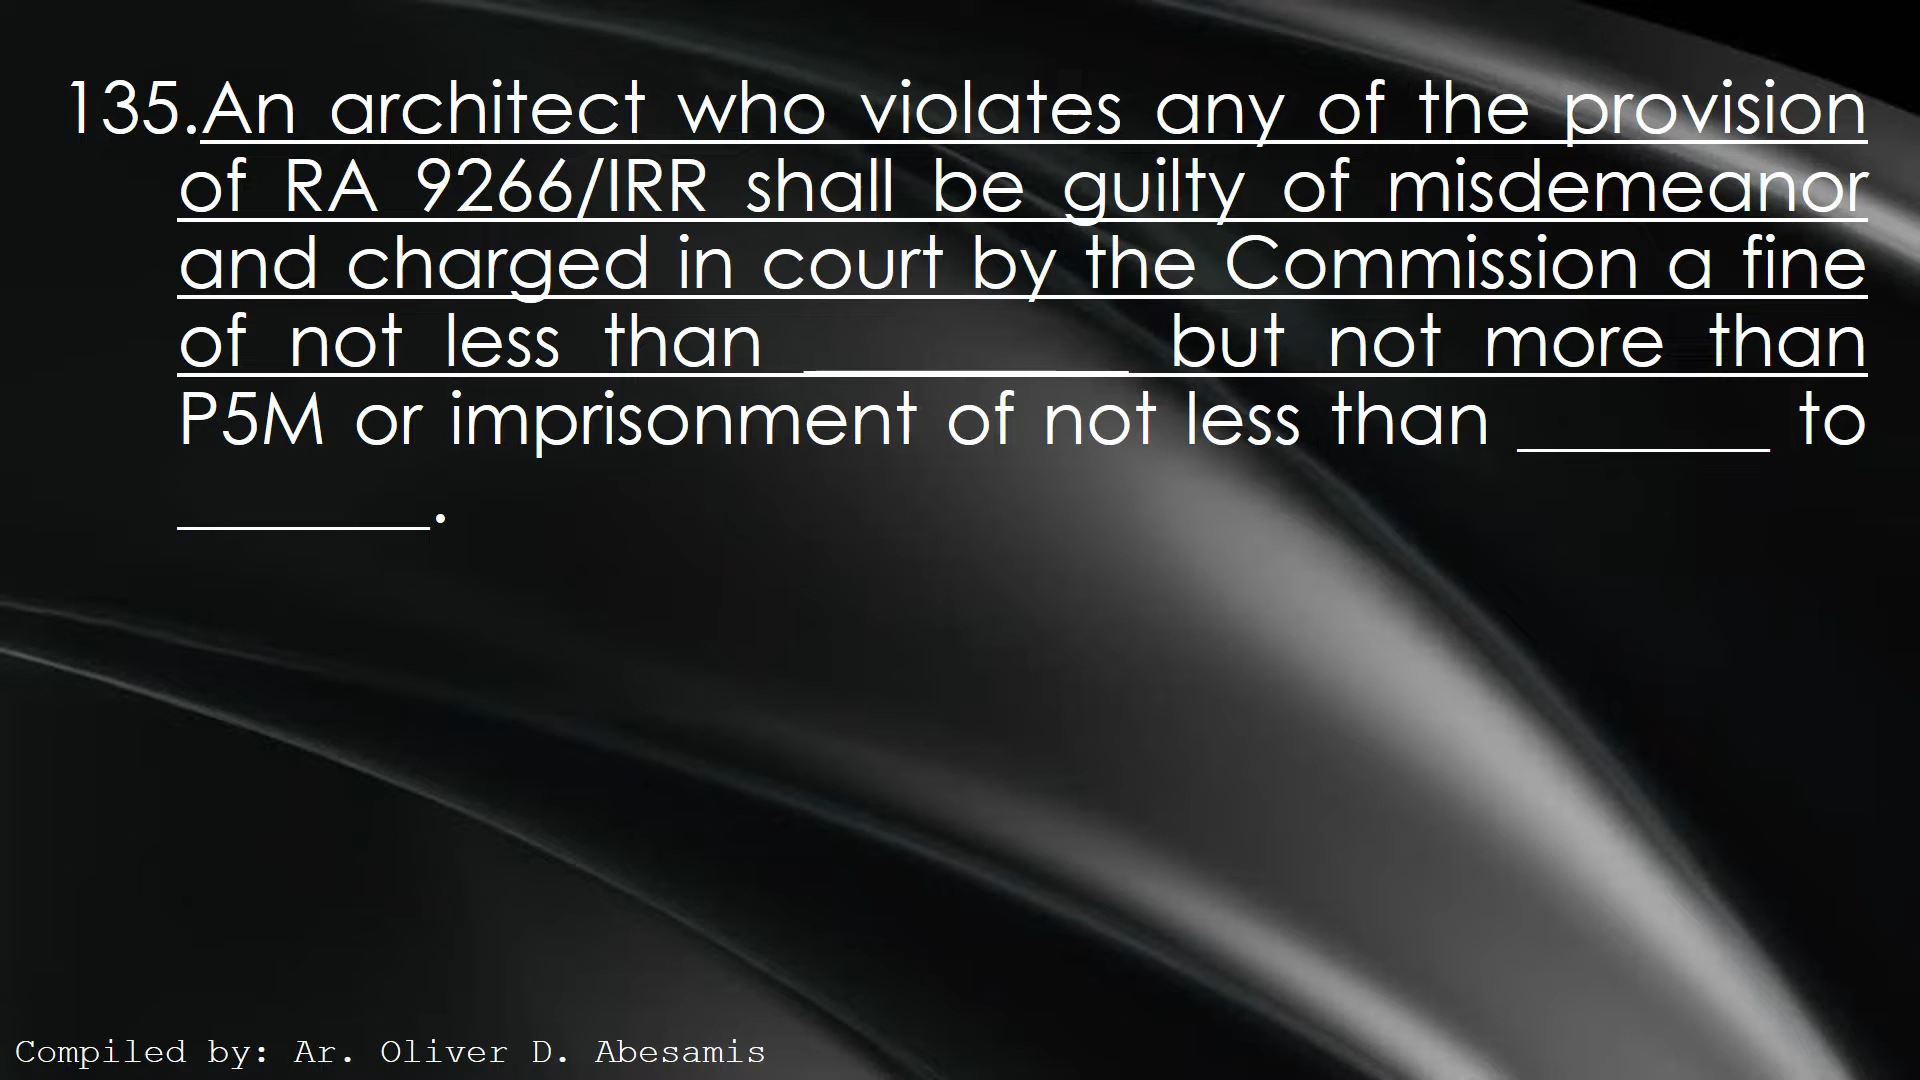 135.An architect who violates any of the provision
of RA 9266/IRR shall be guilty of misdemeanor
and charged in court by the Commission a fine
of not less than _________ but not more than
P5M or imprisonment of not less than _______ to
_______.
Compiled by: Ar. Oliver D. Abesamis